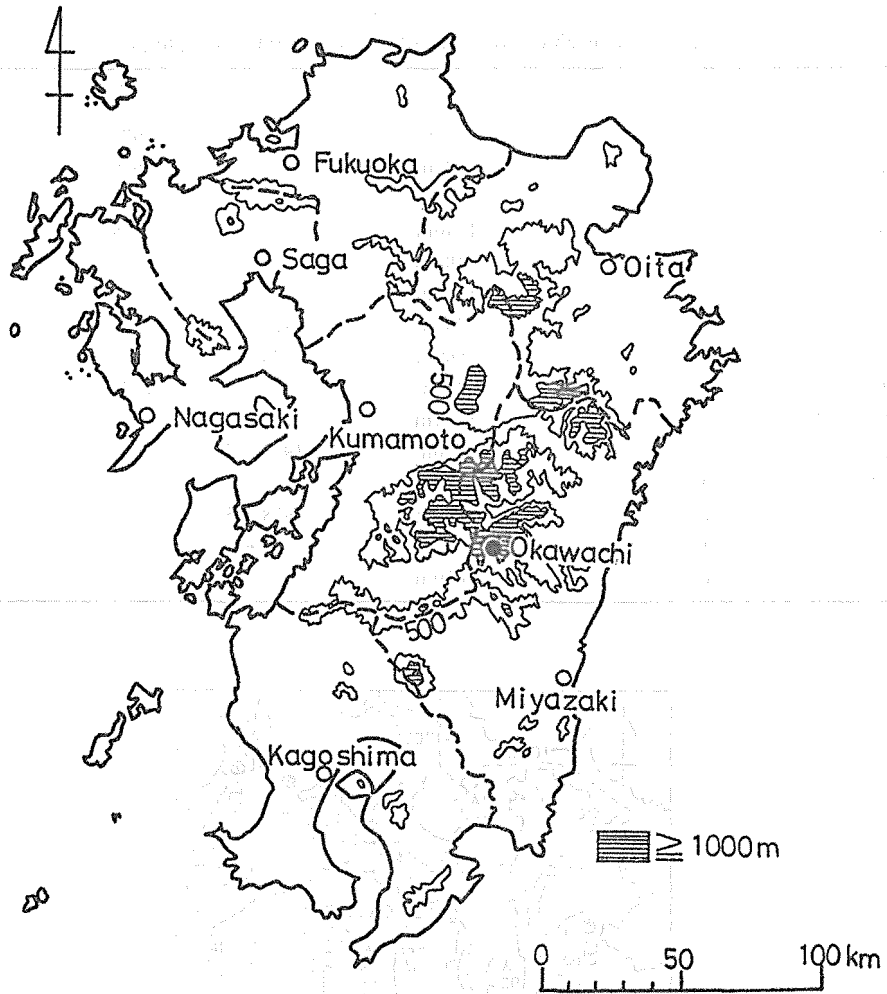 Fukuoka
Saga
Oita
500
Nagasaki
Kumamoto
Okawachi
500
Miyazaki
Kagoshima
≧ 1000m
0 50 100 km